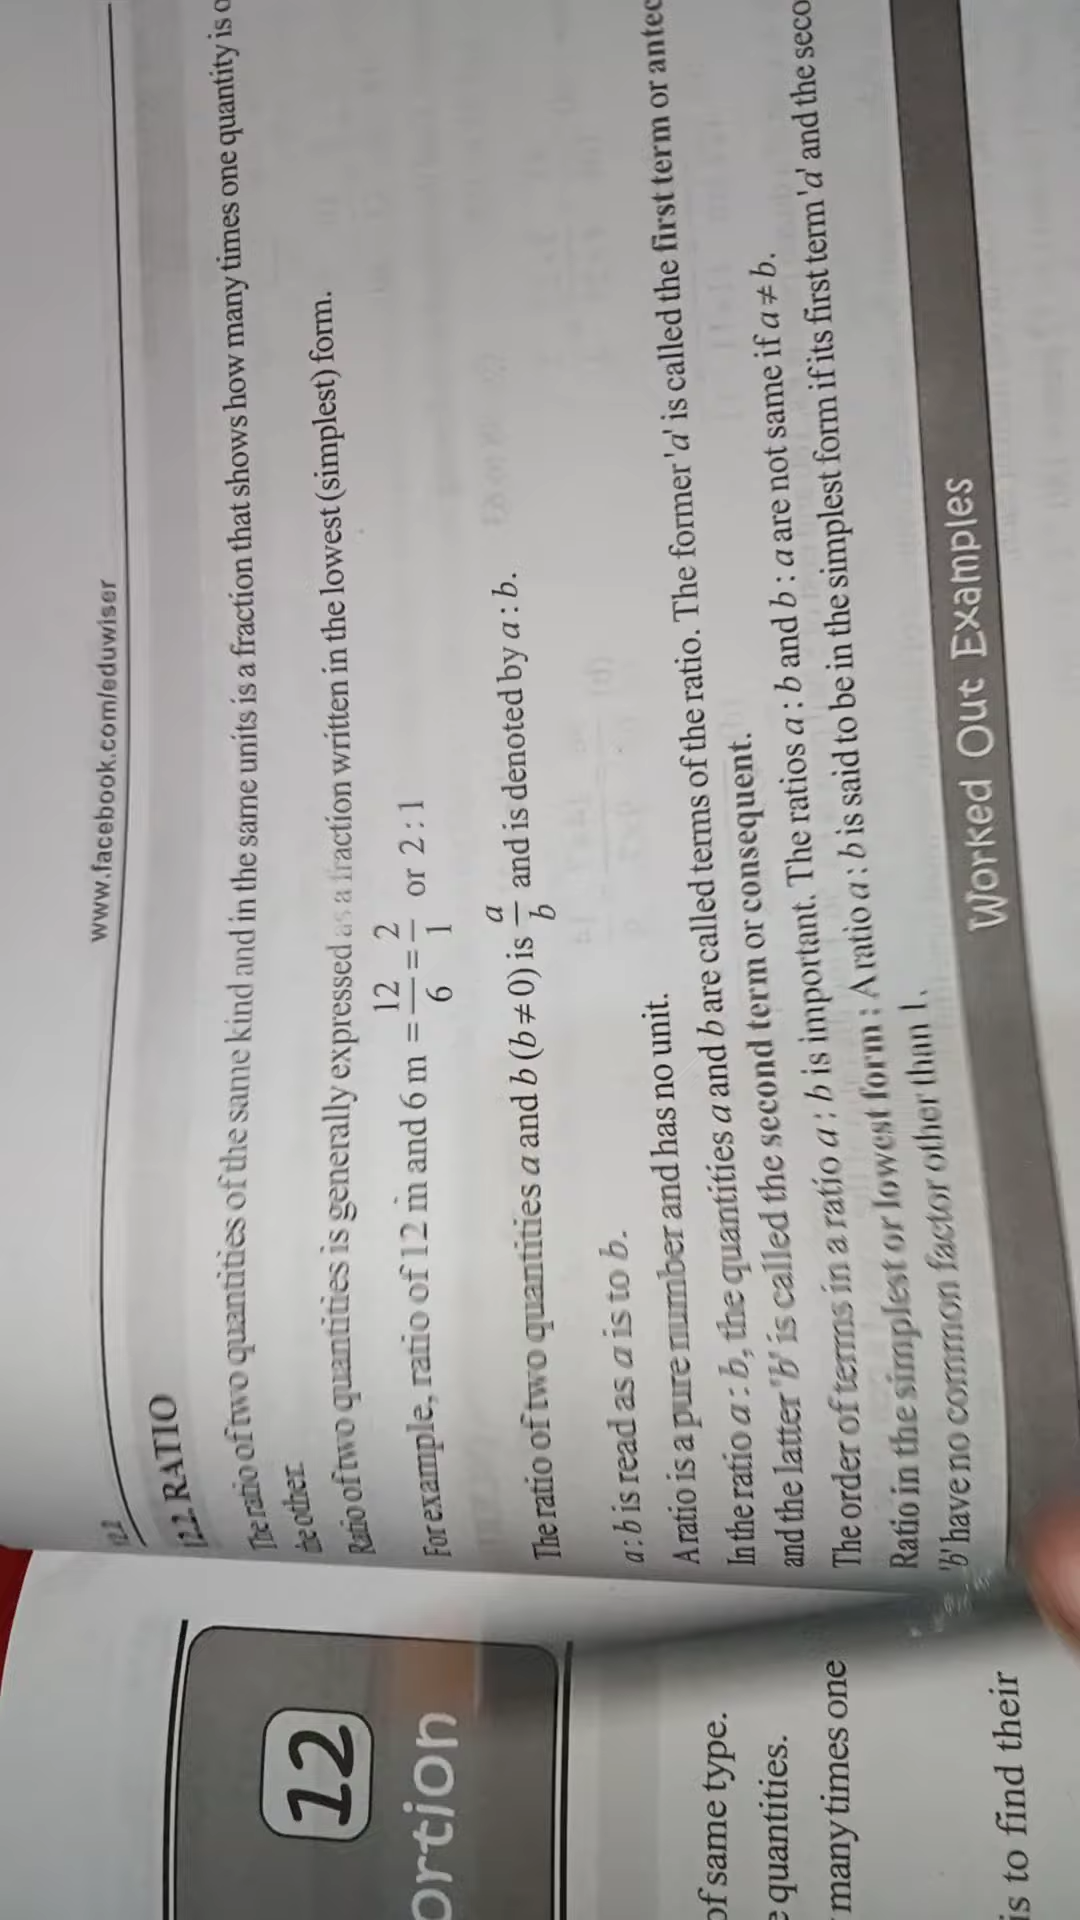 12.2
www.facebook.com/eduwiser
12.2. RATIO
The ratio of two quantities of the same kind and in the same units is a fraction that shows how many times one quantity is
the other.
Ratio of two quantities is generally expressed as a fraction written in the lowest (simplest) form.
For example, ratio of 12 m and 6 m = 12/6 = 2/1 or 2 : 1
The ratio of two quantities a and b (b ≠ 0) is a/b and is denoted by a : b.
a : b is read as a is to b.
A ratio is a pure number and has no unit.
In the ratio a : b, the quantities a and b are called terms of the ratio. The former 'a' is called the first term or antec
and the latter 'b' is called the second term or consequent.
The order of terms in a ratio a : b is important. The ratios a : b and b : a are not same if a ≠ b.
Ratio in the simplest or lowest form : A ratio a : b is said to be in the simplest form if its first term 'a' and the seco
'b' have no common factor other than 1.
Worked Out Examples
12
ortion
of same type.
e quantities.
many times one
is to find their